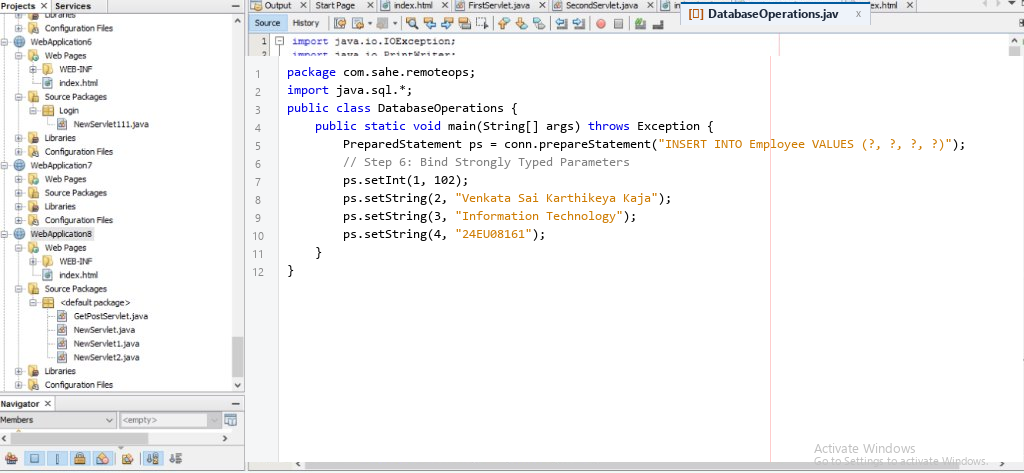 Projects X Services
Libraries
Configuration Files
WebApplication6
Web Pages
WEB-INF
index.html
Source Packages
Login
NewServlet111.java
Libraries
Configuration Files
WebApplication7
Web Pages
Source Packages
Libraries
Configuration Files
WebApplication8
Web Pages
WEB-INF
index.html
Source Packages
<default package>
GetPostServlet.java
NewServlet.java
NewServlet1.java
NewServlet2.java
Libraries
Configuration Files
Navigator X
Members <empty>
Output X Start Page X index.html X FirstServlet.java X SecondServlet.java X in [] DatabaseOperations.jav x ex.html X
Source History
1 import java.io.IOException;
2 import java.io.PrintWriter;
1 package com.sahe.remoteops;
2 import java.sql.*;
3 public class DatabaseOperations {
4 public static void main(String[] args) throws Exception {
5 PreparedStatement ps = conn.prepareStatement("INSERT INTO Employee VALUES (?, ?, ?, ?)");
6 // Step 6: Bind Strongly Typed Parameters
7 ps.setInt(1, 102);
8 ps.setString(2, "Venkata Sai Karthikeya Kaja");
9 ps.setString(3, "Information Technology");
10 ps.setString(4, "24EU08161");
11 }
12 }
Activate Windows
Go to Settings to activate Windows.